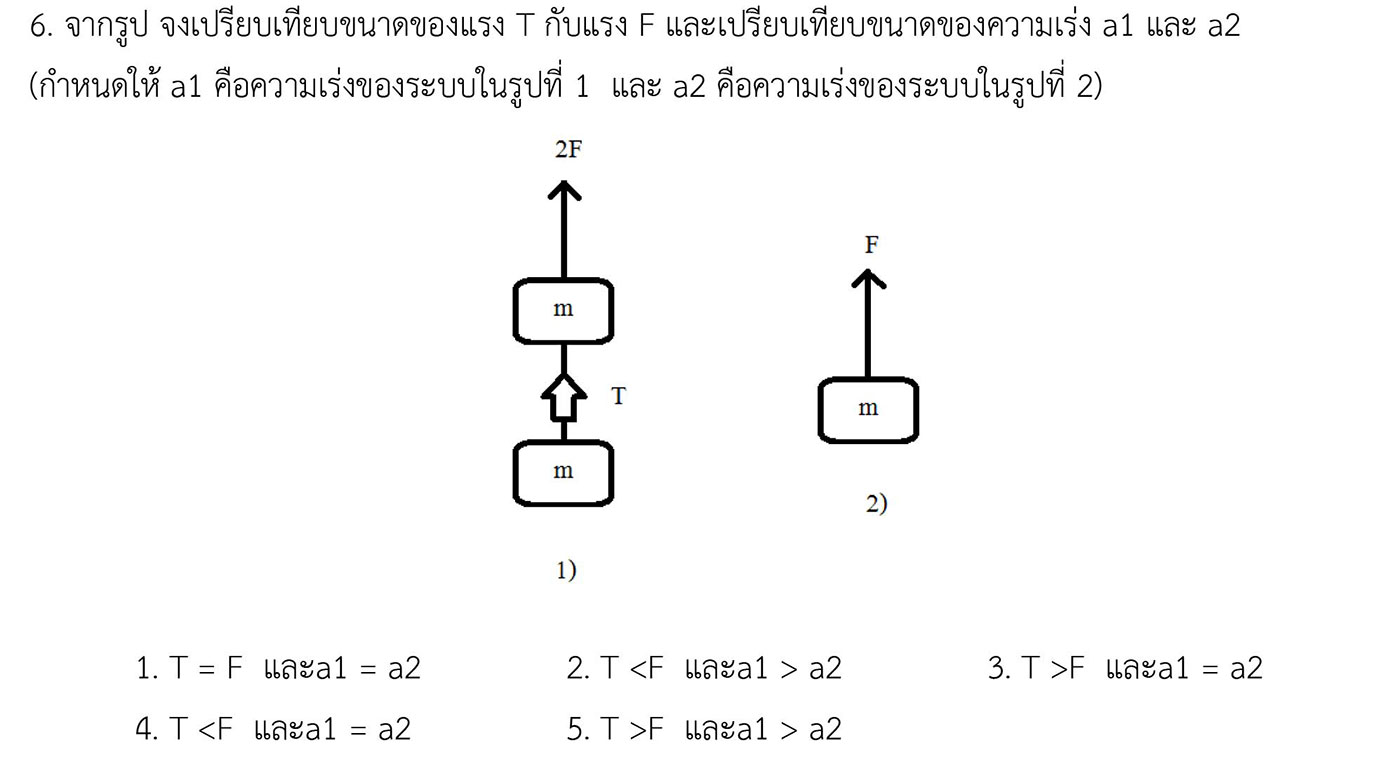 6. จากรูป จงเปรียบเทียบขนาดของแรง T กับแรง F และเปรียบเทียบขนาดของความเร่ง a1 และ a2
(กำหนดให้ a1 คือความเร่งของระบบในรูปที่ 1 และ a2 คือความเร่งของระบบในรูปที่ 2)
2F
F
m
T
m
m
2)
1)
1. T = F และa1 = a2 2. T <F และa1 > a2 3. T >F และa1 = a2
4. T <F และa1 = a2 5. T >F และa1 > a2